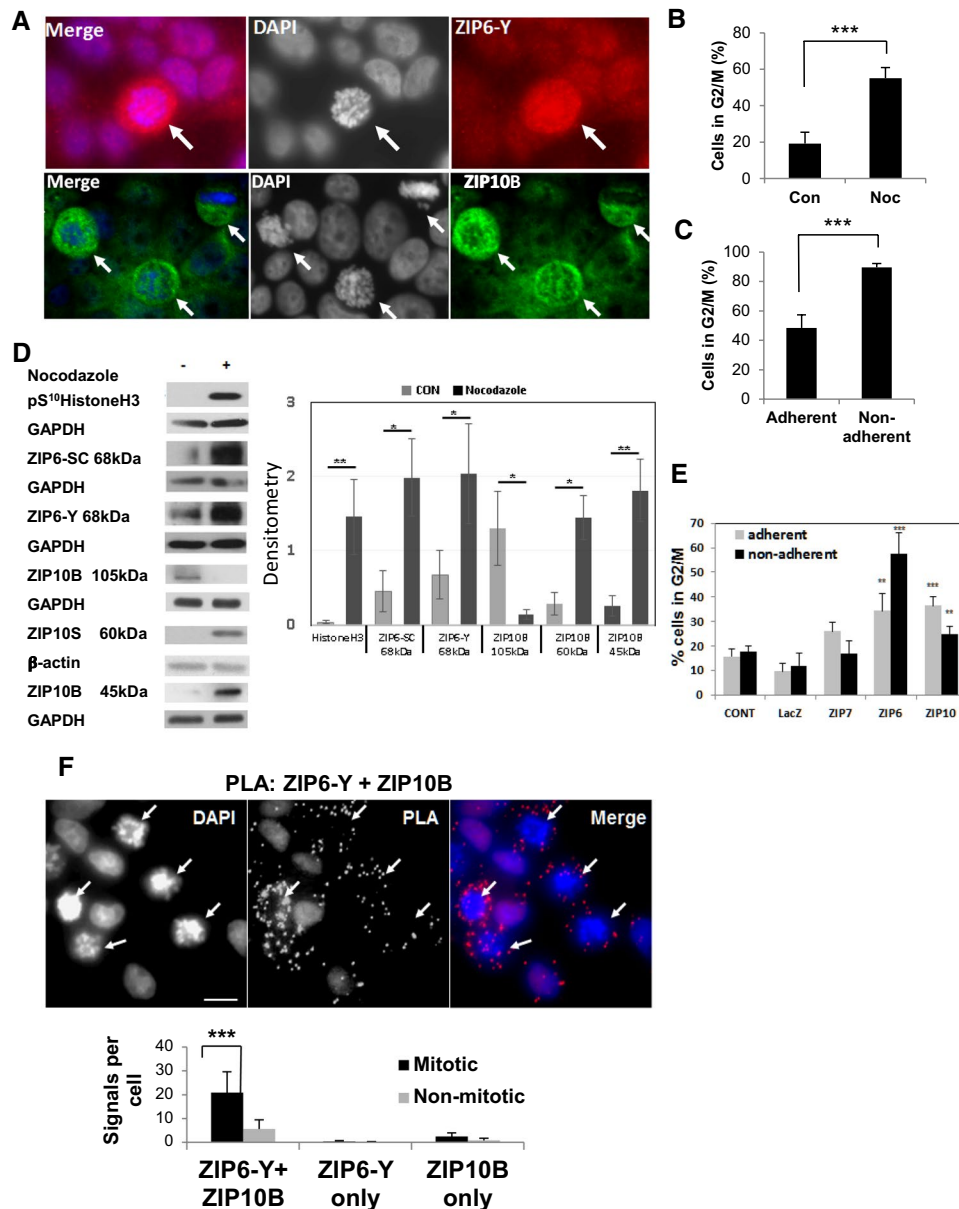 A
Merge
DAPI
ZIP6-Y
Merge
DAPI
ZIP10B
B
Cells in G2/M (%)
80
60
40
20
0
***
Con
Noc
C
Cells in G2/M (%)
100
80
60
40
20
0
***
Adherent
Non-
adherent
D
- +
Nocodazole
pS¹⁰HistoneH3
GAPDH
ZIP6-SC 68kDa
GAPDH
ZIP6-Y 68kDa
GAPDH
ZIP10B 105kDa
GAPDH
ZIP10S 60kDa
β-actin
ZIP10B 45kDa
GAPDH
CON Nocodazole
Densitometry
3
2
1
0
** * * * * **
HistoneH3
ZIP6-SC
68kDa
ZIP6-Y
68kDa
ZIP10B
105kDa
ZIP10B
60kDa
ZIP10B
45kDa
E
% cells in G2/M
70
60
50
40
30
20
10
0
adherent
non-adherent
** *** *** **
CONT LacZ ZIP7 ZIP6 ZIP10
F
PLA: ZIP6-Y + ZIP10B
DAPI
PLA
Merge
Signals per
cell
40
30
20
10
0
***
Mitotic
Non-mitotic
ZIP6-Y+
ZIP10B
ZIP6-Y
only
ZIP10B
only